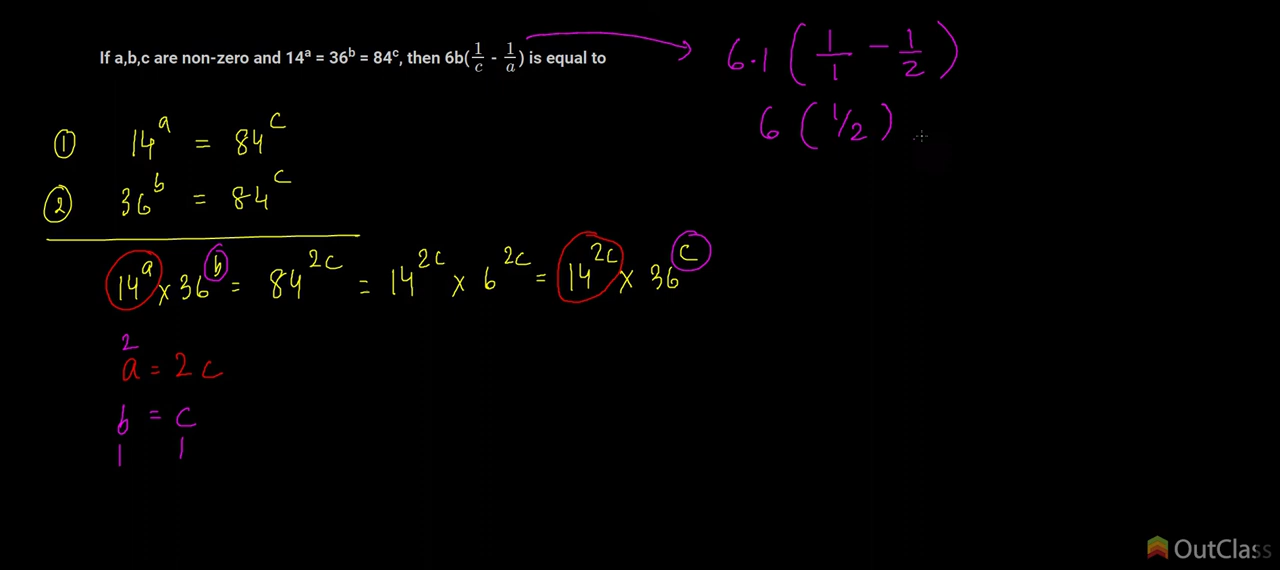 If a,b,c are non-zero and 14ᵃ = 36ᵇ = 84ᶜ, then 6b(1/c - 1/a) is equal to
6.1 (1/1 - 1/2)
6 (1/2)
① 14ᵃ = 84ᶜ
② 36ᵇ = 84ᶜ
14ᵃ × 36ᵇ = 84²ᶜ = 14²ᶜ × 6²ᶜ = 14²ᶜ × 36ᶜ
2
a = 2c
b = c
1 1
OutClass